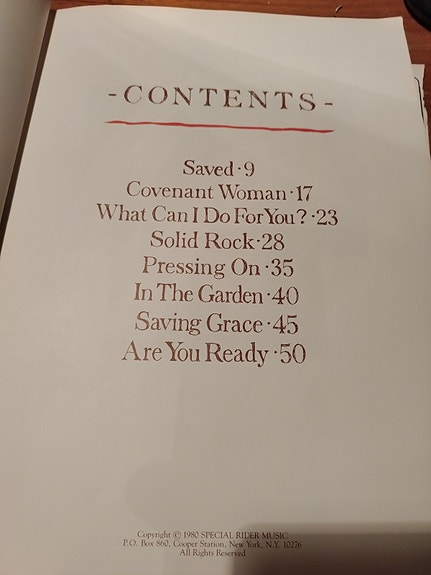 -CONTENTS-
Saved·9
Covenant Woman·17
What Can I Do For You?·23
Solid Rock·28
Pressing On·35
In The Garden·40
Saving Grace·45
Are You Ready·50
Copyright © 1980 SPECIAL RIDER MUSIC
P.O. Box 860, Cooper Station, New York, N.Y. 10276
All Rights Reserved